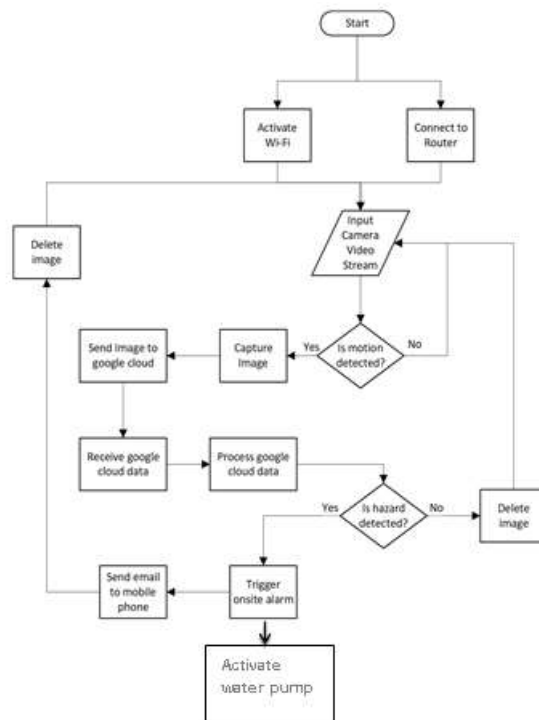 Start
Activate
Wi-Fi
Connect to
Router
Input
Camera
Video
Stream
Delete
image
Send Image to
google cloud
Capture
Image
Yes
Is motion
detected?
No
Receive google
cloud data
Process google
cloud data
Yes
Is hazard
detected?
No
Delete
image
Send email
to mobile
phone
Trigger
onsite alarm
Activate
water pump